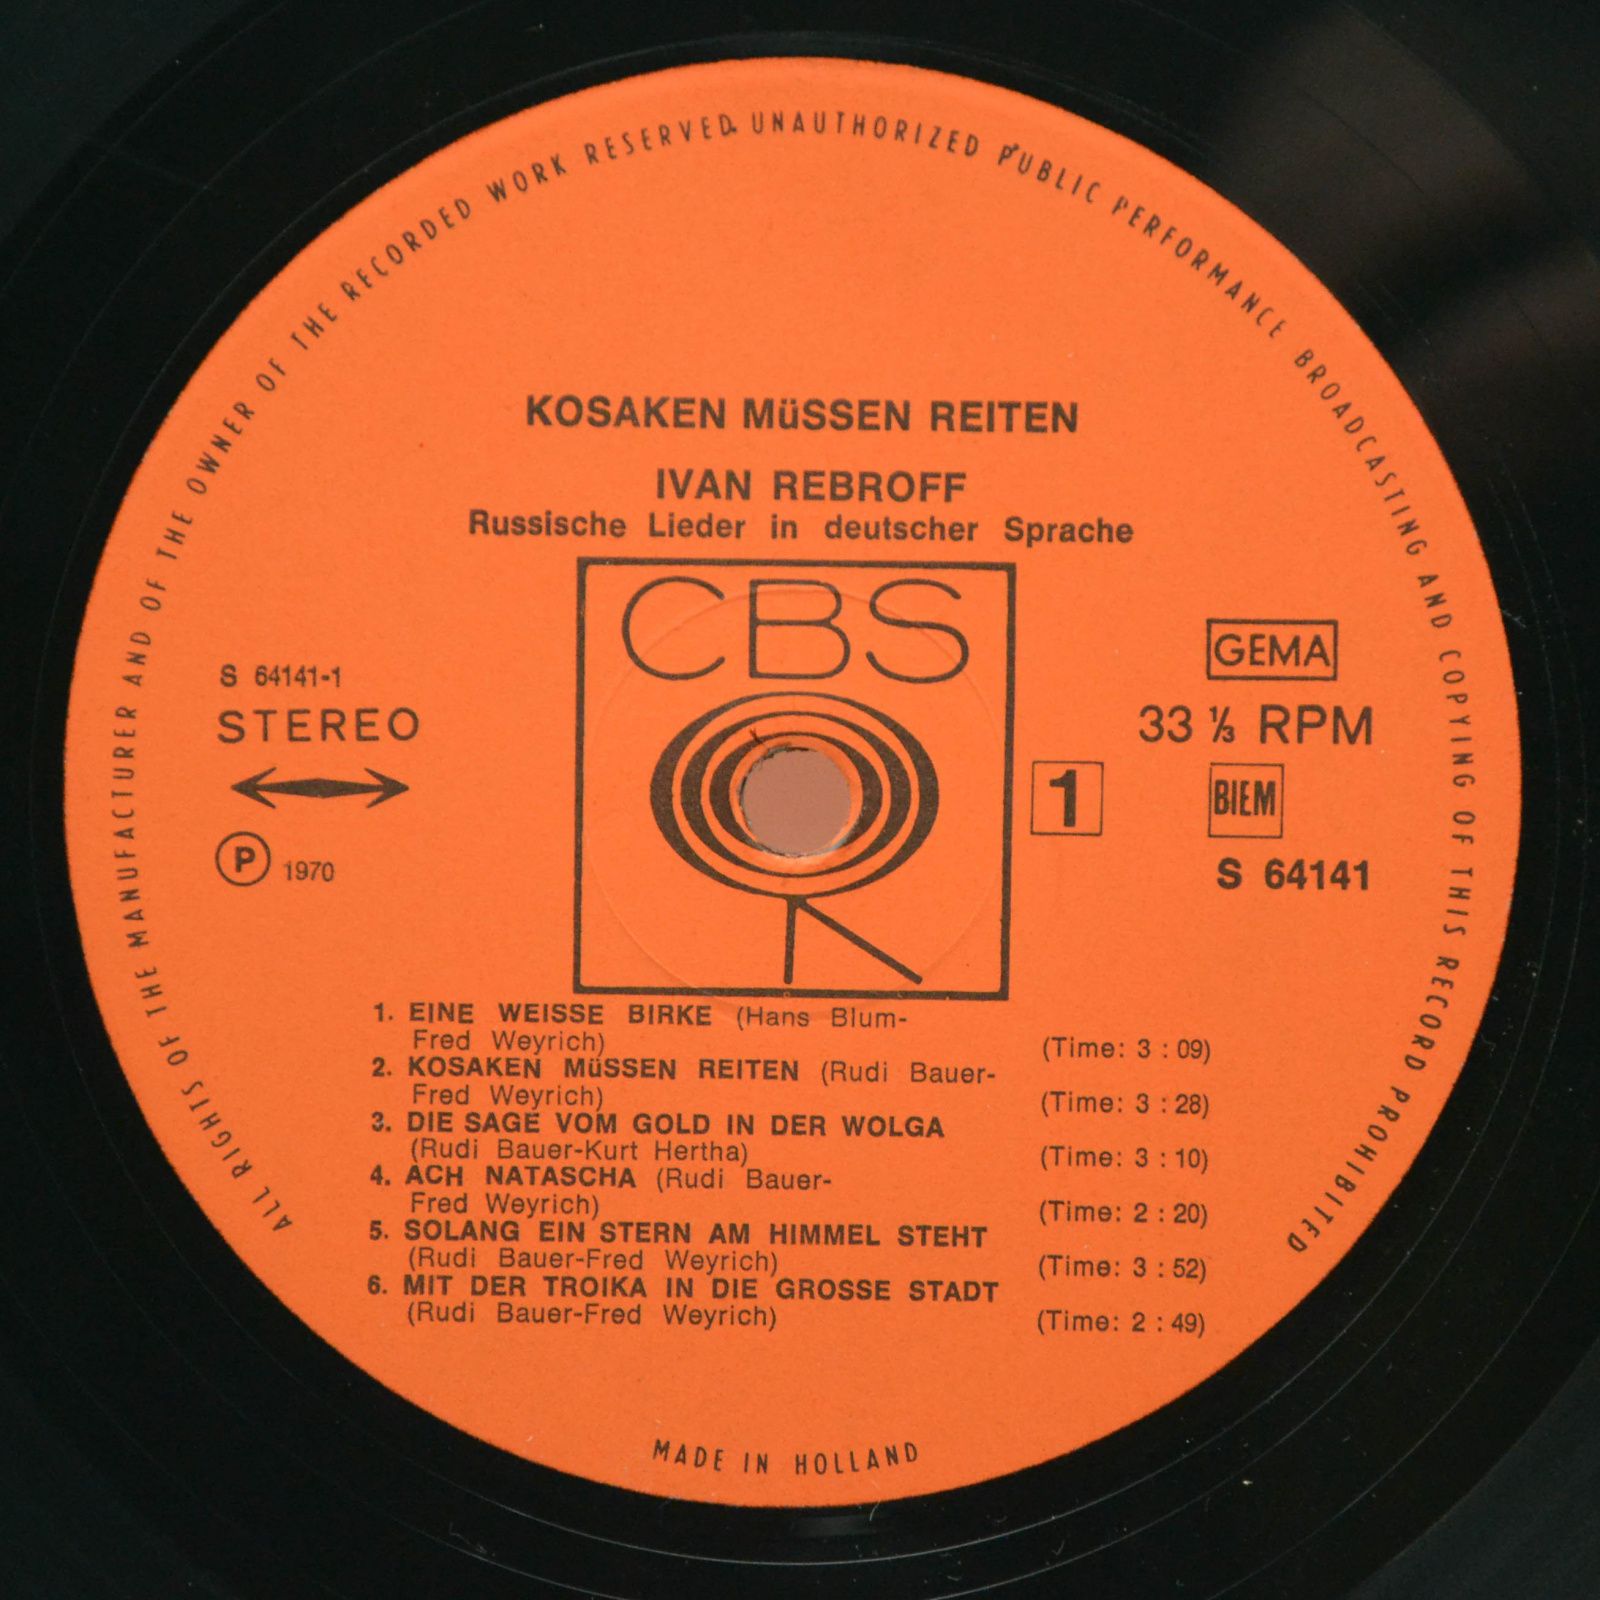 ALL RIGHTS OF THE MANUFACTURER AND OF THE OWNER OF THE RECORDED WORK RESERVED. UNAUTHORIZED PUBLIC PERFORMANCE BROADCASTING AND COPYING OF THIS RECORD PROHIBITED
KOSAKEN MüSSEN REITEN
IVAN REBROFF
Russische Lieder in deutscher Sprache
CBS
S 64141-1
STEREO
P 1970
GEMA
33 ⅓ RPM
1
BIEM
S 64141
1. EINE WEISSE BIRKE (Hans Blum-
Fred Weyrich) (Time: 3 : 09)
2. KOSAKEN MüSSEN REITEN (Rudi Bauer-
Fred Weyrich) (Time: 3 : 28)
3. DIE SAGE VOM GOLD IN DER WOLGA
(Rudi Bauer-Kurt Hertha) (Time: 3 : 10)
4. ACH NATASCHA (Rudi Bauer-
Fred Weyrich) (Time: 2 : 20)
5. SOLANG EIN STERN AM HIMMEL STEHT
(Rudi Bauer-Fred Weyrich) (Time: 3 : 52)
6. MIT DER TROIKA IN DIE GROSSE STADT
(Rudi Bauer-Fred Weyrich) (Time: 2 : 49)
MADE IN HOLLAND